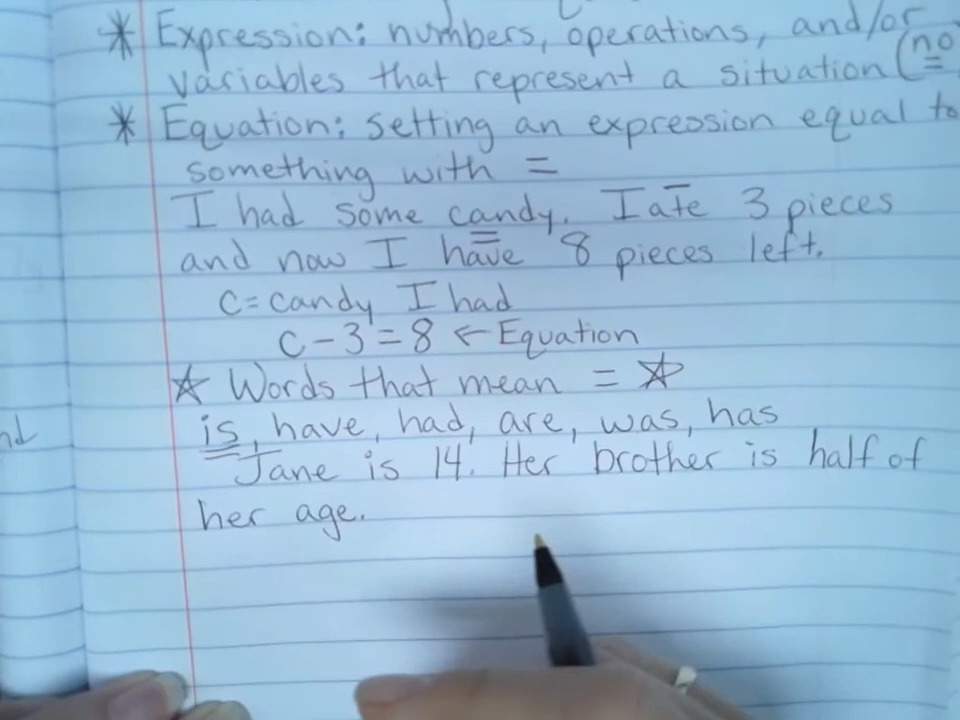 * Expression: numbers, operations, and/or
variables that represent a situation (no =
* Equation: setting an expression equal to
something with =
I had some candy. I ate 3 pieces
and now I have 8 pieces left.
c = candy I had
c - 3 = 8 ← Equation
☆ Words that mean = ☆
is, have, had, are, was, has
Jane is 14. Her brother is half of
her age.